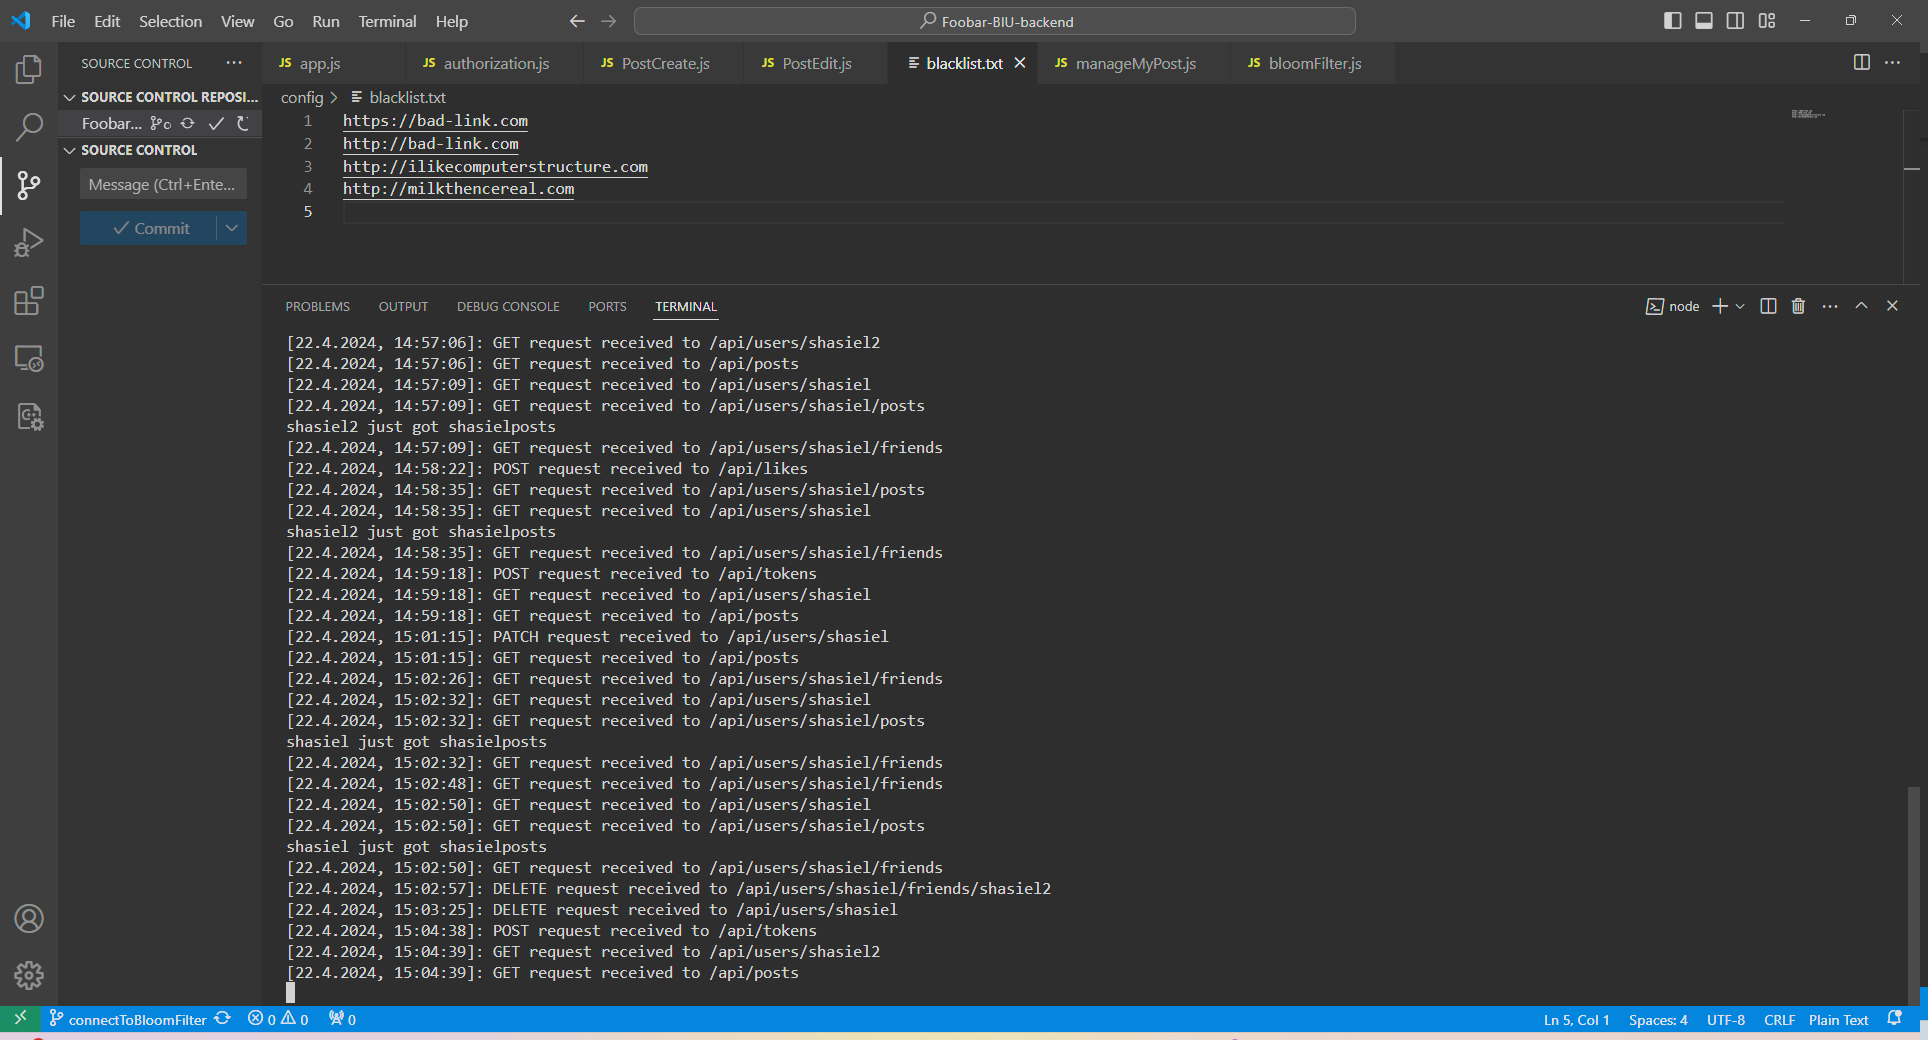 File Edit Selection View Go Run Terminal Help
Foobar-BIU-backend
SOURCE CONTROL
SOURCE CONTROL REPOSI...
Foobar...
SOURCE CONTROL
Message (Ctrl+Ente...
Commit
JS app.js
JS authorization.js
JS PostCreate.js
JS PostEdit.js
blacklist.txt
JS manageMyPost.js
JS bloomFilter.js
config > blacklist.txt
1 https://bad-link.com
2 http://bad-link.com
3 http://ilikecomputerstructure.com
4 http://milkthencereal.com
5
PROBLEMS OUTPUT DEBUG CONSOLE PORTS TERMINAL
node
[22.4.2024, 14:57:06]: GET request received to /api/users/shasiel2
[22.4.2024, 14:57:06]: GET request received to /api/posts
[22.4.2024, 14:57:09]: GET request received to /api/users/shasiel
[22.4.2024, 14:57:09]: GET request received to /api/users/shasiel/posts
shasiel2 just got shasielposts
[22.4.2024, 14:57:09]: GET request received to /api/users/shasiel/friends
[22.4.2024, 14:58:22]: POST request received to /api/likes
[22.4.2024, 14:58:35]: GET request received to /api/users/shasiel/posts
[22.4.2024, 14:58:35]: GET request received to /api/users/shasiel
shasiel2 just got shasielposts
[22.4.2024, 14:58:35]: GET request received to /api/users/shasiel/friends
[22.4.2024, 14:59:18]: POST request received to /api/tokens
[22.4.2024, 14:59:18]: GET request received to /api/users/shasiel
[22.4.2024, 14:59:18]: GET request received to /api/posts
[22.4.2024, 15:01:15]: PATCH request received to /api/users/shasiel
[22.4.2024, 15:01:15]: GET request received to /api/posts
[22.4.2024, 15:02:26]: GET request received to /api/users/shasiel/friends
[22.4.2024, 15:02:32]: GET request received to /api/users/shasiel
[22.4.2024, 15:02:32]: GET request received to /api/users/shasiel/posts
shasiel just got shasielposts
[22.4.2024, 15:02:32]: GET request received to /api/users/shasiel/friends
[22.4.2024, 15:02:48]: GET request received to /api/users/shasiel/friends
[22.4.2024, 15:02:50]: GET request received to /api/users/shasiel
[22.4.2024, 15:02:50]: GET request received to /api/users/shasiel/posts
shasiel just got shasielposts
[22.4.2024, 15:02:50]: GET request received to /api/users/shasiel/friends
[22.4.2024, 15:02:57]: DELETE request received to /api/users/shasiel/friends/shasiel2
[22.4.2024, 15:03:25]: DELETE request received to /api/users/shasiel
[22.4.2024, 15:04:38]: POST request received to /api/tokens
[22.4.2024, 15:04:39]: GET request received to /api/users/shasiel2
[22.4.2024, 15:04:39]: GET request received to /api/posts
connectToBloomFilter 0 0 0
Ln 5, Col 1 Spaces: 4 UTF-8 CRLF Plain Text